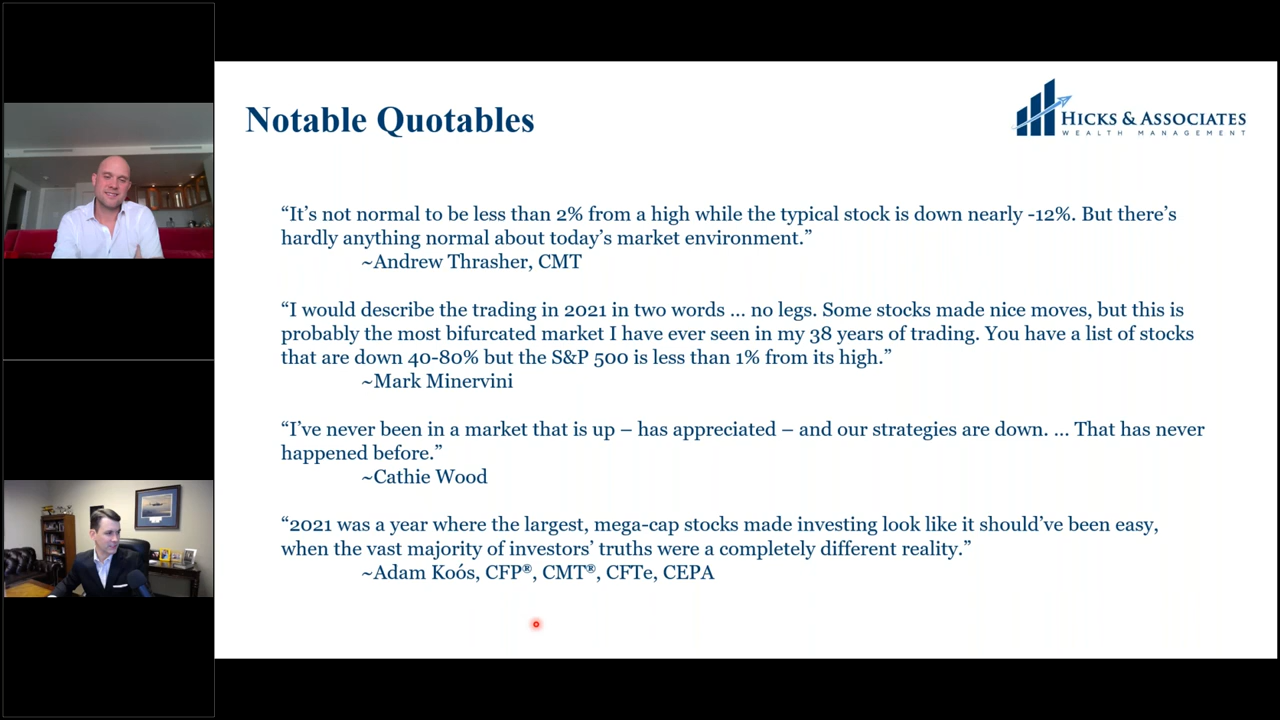 Notable Quotables
HICKS & ASSOCIATES
WEALTH MANAGEMENT
“It’s not normal to be less than 2% from a high while the typical stock is down nearly -12%. But there’s
hardly anything normal about today’s market environment.”
~Andrew Thrasher, CMT
“I would describe the trading in 2021 in two words … no legs. Some stocks made nice moves, but this is
probably the most bifurcated market I have ever seen in my 38 years of trading. You have a list of stocks
that are down 40-80% but the S&P 500 is less than 1% from its high.”
~Mark Minervini
“I’ve never been in a market that is up – has appreciated – and our strategies are down. … That has never
happened before.”
~Cathie Wood
“2021 was a year where the largest, mega-cap stocks made investing look like it should’ve been easy,
when the vast majority of investors’ truths were a completely different reality.”
~Adam Koós, CFP®, CMT®, CFTe, CEPA